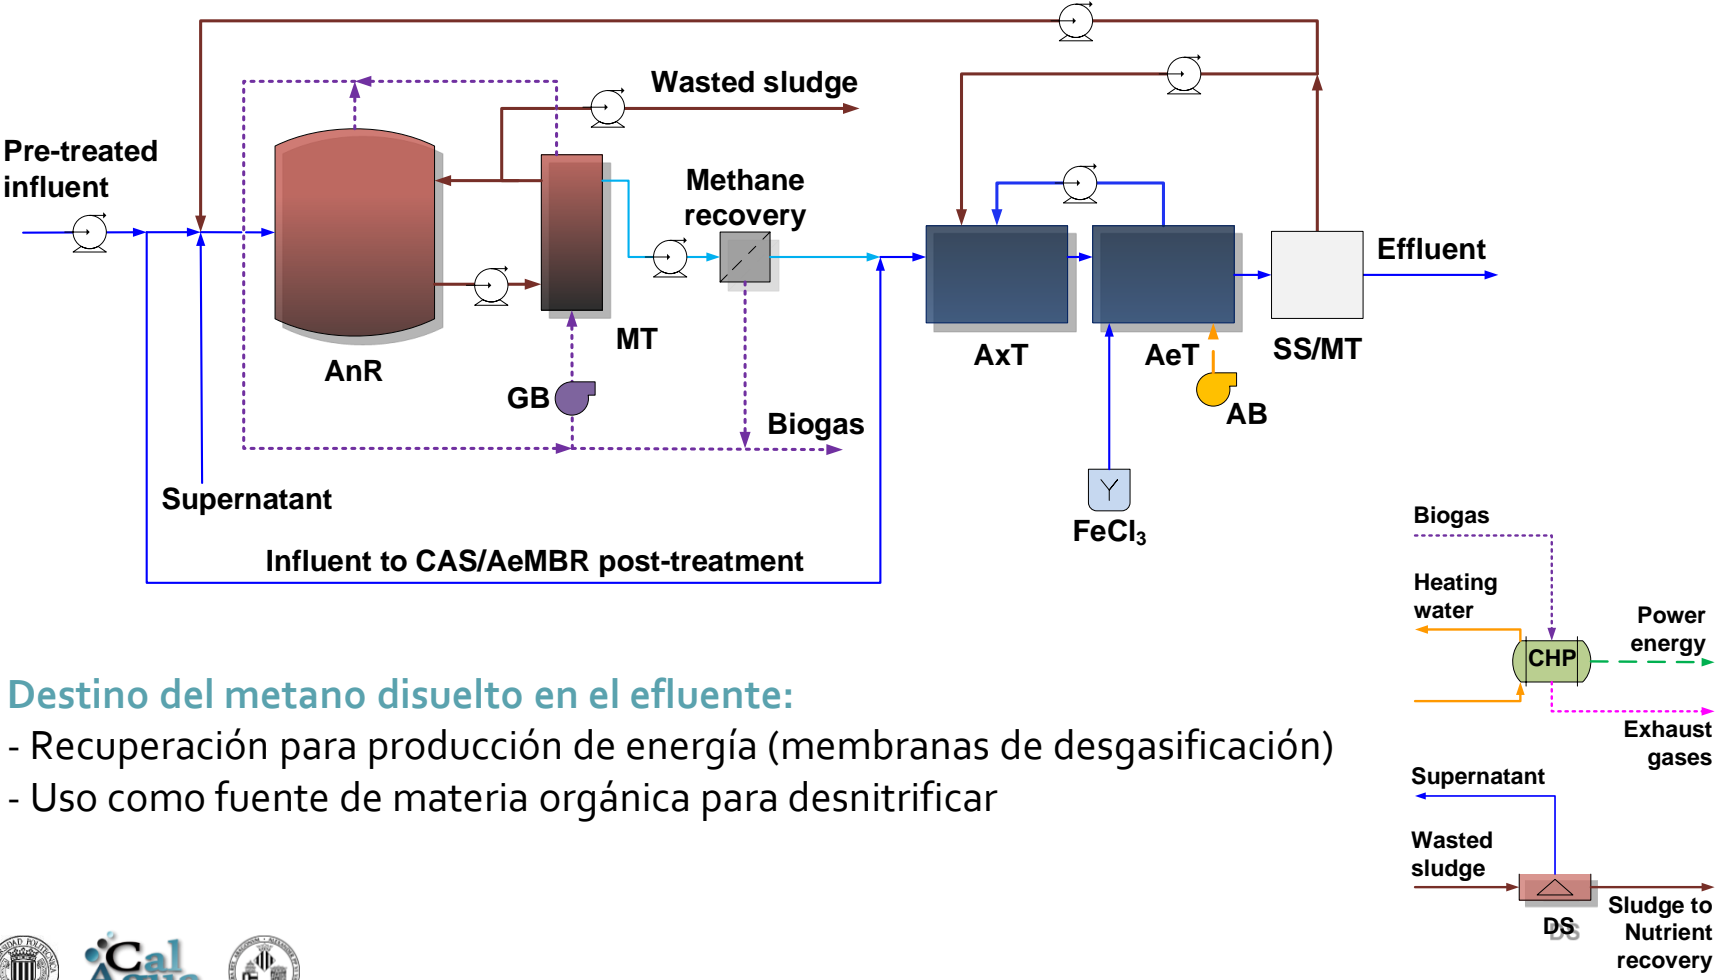 Wasted sludge
Pre-treated
influent
Methane
recovery
Effluent
MT
AnR
AxT
AeT
SS/MT
GB
AB
Biogas
Supernatant
FeCl₃
Influent to CAS/AeMBR post-treatment
Biogas
Heating
water
Power
energy
CHP
Exhaust
gases
Destino del metano disuelto en el efluente:
- Recuperación para producción de energía (membranas de desgasificación)
- Uso como fuente de materia orgánica para desnitrificar
Supernatant
Wasted
sludge
DS
Sludge to
Nutrient
recovery
Cal